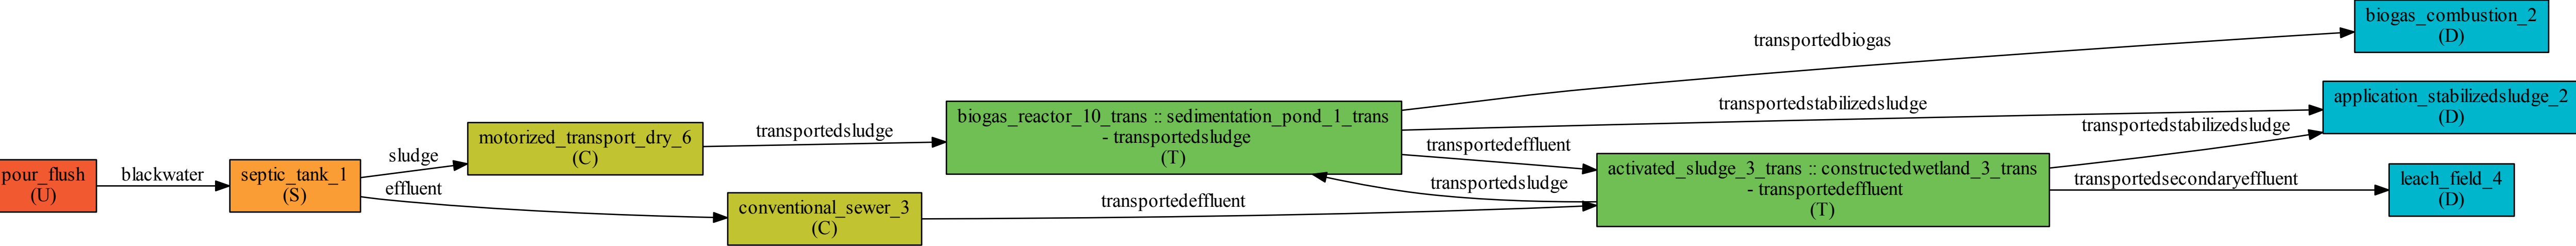 pour_flush
(U)
blackwater
septic_tank_1
(S)
sludge
effluent
motorized_transport_dry_6
(C)
conventional_sewer_3
(C)
transportedsludge
transportedeffluent
biogas_reactor_10_trans :: sedimentation_pond_1_trans
- transportedsludge
(T)
transportedeffluent
transportedsludge
activated_sludge_3_trans :: constructedwetland_3_trans
- transportedeffluent
(T)
transportedbiogas
transportedstabilizedsludge
transportedstabilizedsludge
transportedsecondaryeffluent
biogas_combustion_2
(D)
application_stabilizedsludge_2
(D)
leach_field_4
(D)